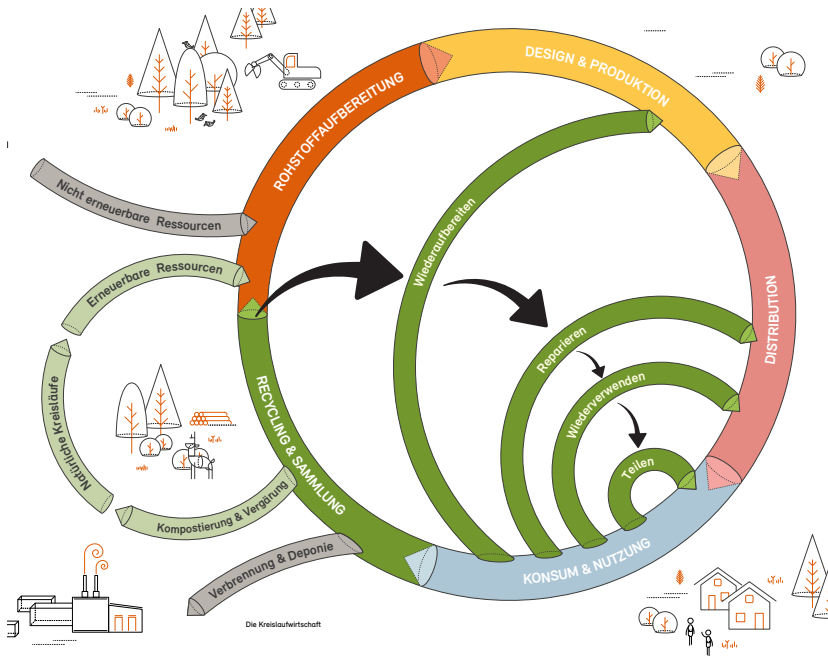 DESIGN & PRODUKTION
ROHSTOFFAUFBEREITUNG
Nicht erneuerbare Ressourcen
Wiederaufbereiten
Erneuerbare Ressourcen
DISTRIBUTION
Reparieren
Wiederverwenden
Natürliche Kreisläufe
RECYCLING & SAMMLUNG
Teilen
Kompostierung & Vergärung
Verbrennung & Deponie
KONSUM & NUTZUNG
Die Kreislaufwirtschaft